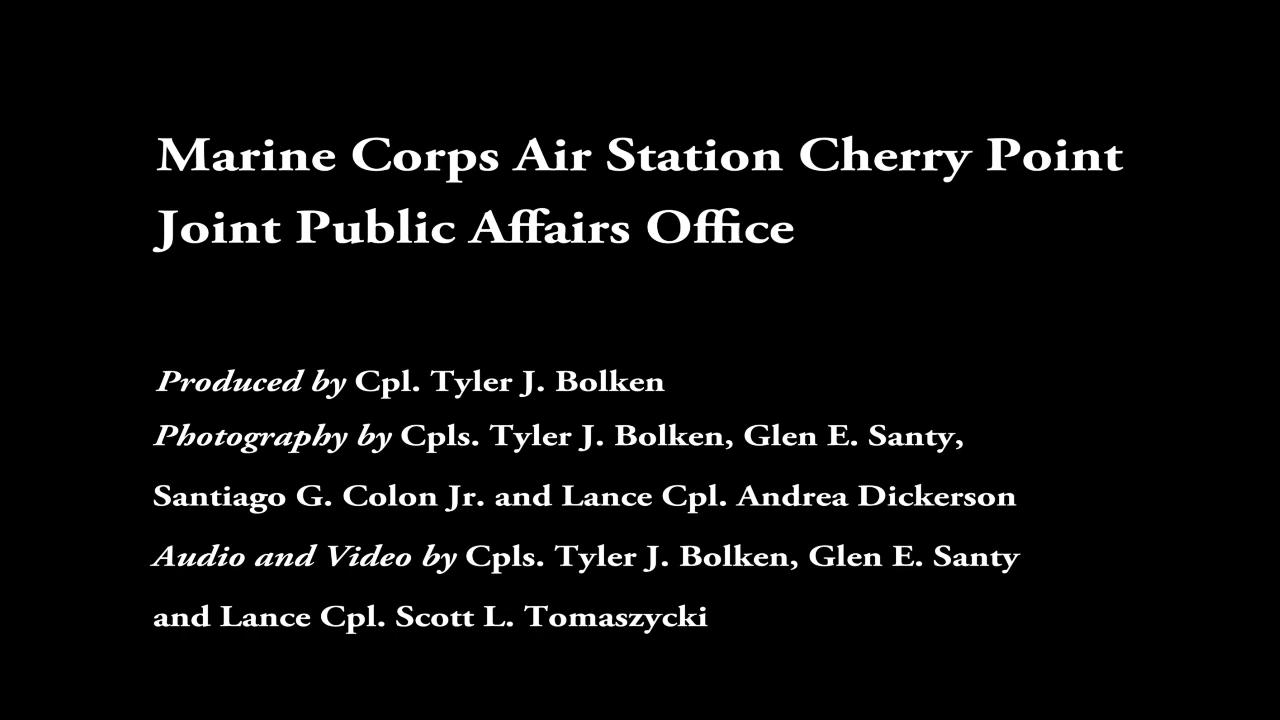 Marine Corps Air Station Cherry Point
Joint Public Affairs Office
Produced by Cpl. Tyler J. Bolken
Photography by Cpls. Tyler J. Bolken, Glen E. Santy,
Santiago G. Colon Jr. and Lance Cpl. Andrea Dickerson
Audio and Video by Cpls. Tyler J. Bolken, Glen E. Santy
and Lance Cpl. Scott L. Tomaszycki